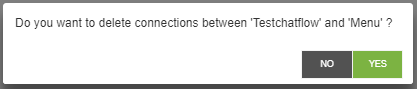 Do you want to delete connections between 'Testchatflow' and 'Menu' ?
NO YES